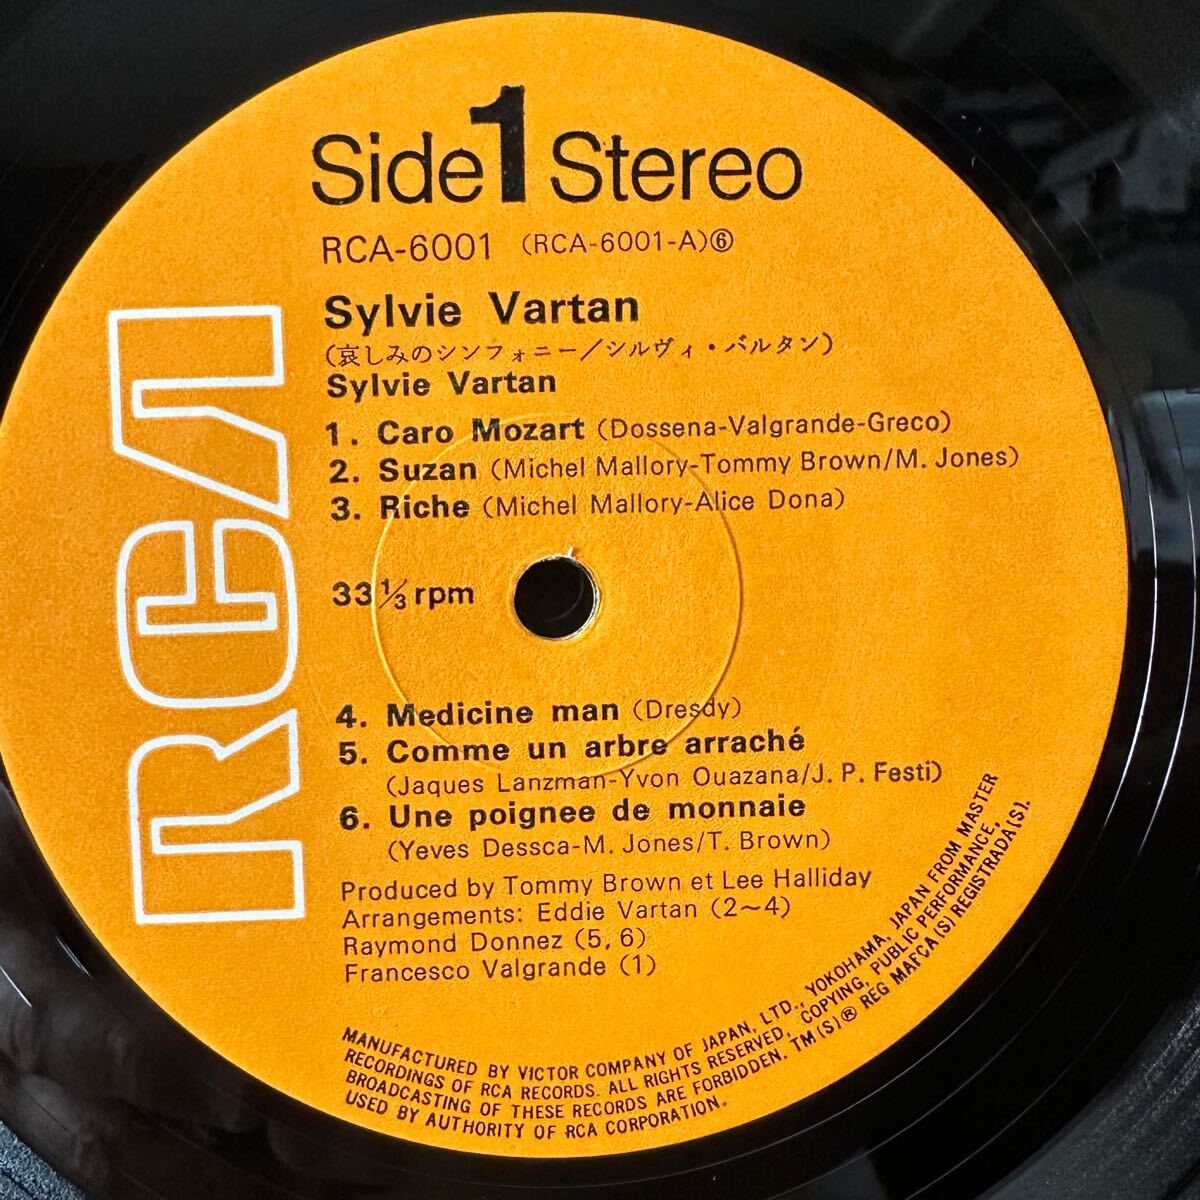 Side 1 Stereo
RCA-6001 (RCA-6001-A)⑥
Sylvie Vartan
(哀しみのシンフォニー/シルヴィ・バルタン)
Sylvie Vartan
1. Caro Mozart (Dossena-Valgrande-Greco)
2. Suzan (Michel Mallory-Tommy Brown/M. Jones)
3. Riche (Michel Mallory-Alice Dona)
33 1/3 rpm
4. Medicine man (Dresdy)
5. Comme un arbre arraché
(Jaques Lanzman-Yvon Ouazana/J. P. Festi)
6. Une poignee de monnaie
(Yeves Dessca-M. Jones/T. Brown)
Produced by Tommy Brown et Lee Halliday
Arrangements: Eddie Vartan (2~4)
Raymond Donnez (5, 6)
Francesco Valgrande (1)
RCA
MANUFACTURED BY VICTOR COMPANY OF JAPAN, LTD., YOKOHAMA, JAPAN FROM MASTER
RECORDINGS OF RCA RECORDS. ALL RIGHTS RESERVED, COPYING, PUBLIC PERFORMANCE,
BROADCASTING OF THESE RECORDS ARE FORBIDDEN. TM(S)® REG MAFCA(S) REGISTRADA(S).
USED BY AUTHORITY OF RCA CORPORATION.